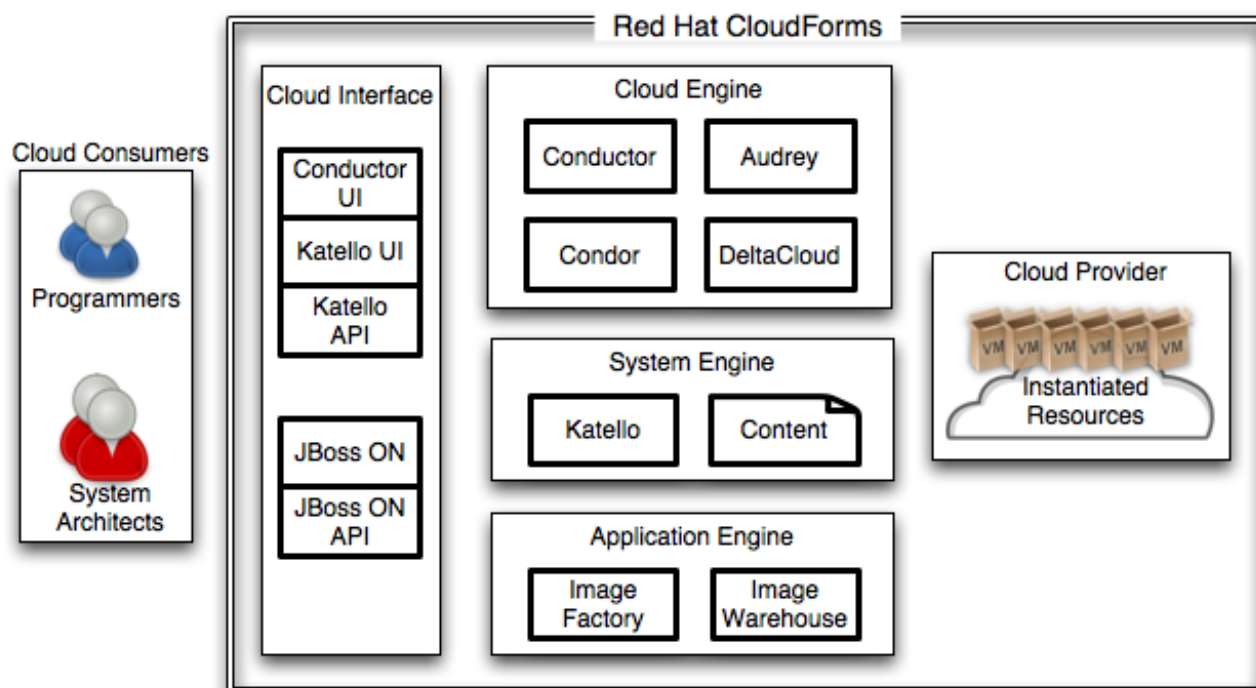 Red Hat CloudForms
Cloud Consumers
Programmers
System
Architects
Cloud Interface
Conductor
UI
Katello UI
Katello
API
JBoss ON
JBoss ON
API
Cloud Engine
Conductor
Audrey
Condor
DeltaCloud
System Engine
Katello
Content
Application Engine
Image
Factory
Image
Warehouse
Cloud Provider
VM
VM
VM
VM
VM
VM
Instantiated
Resources